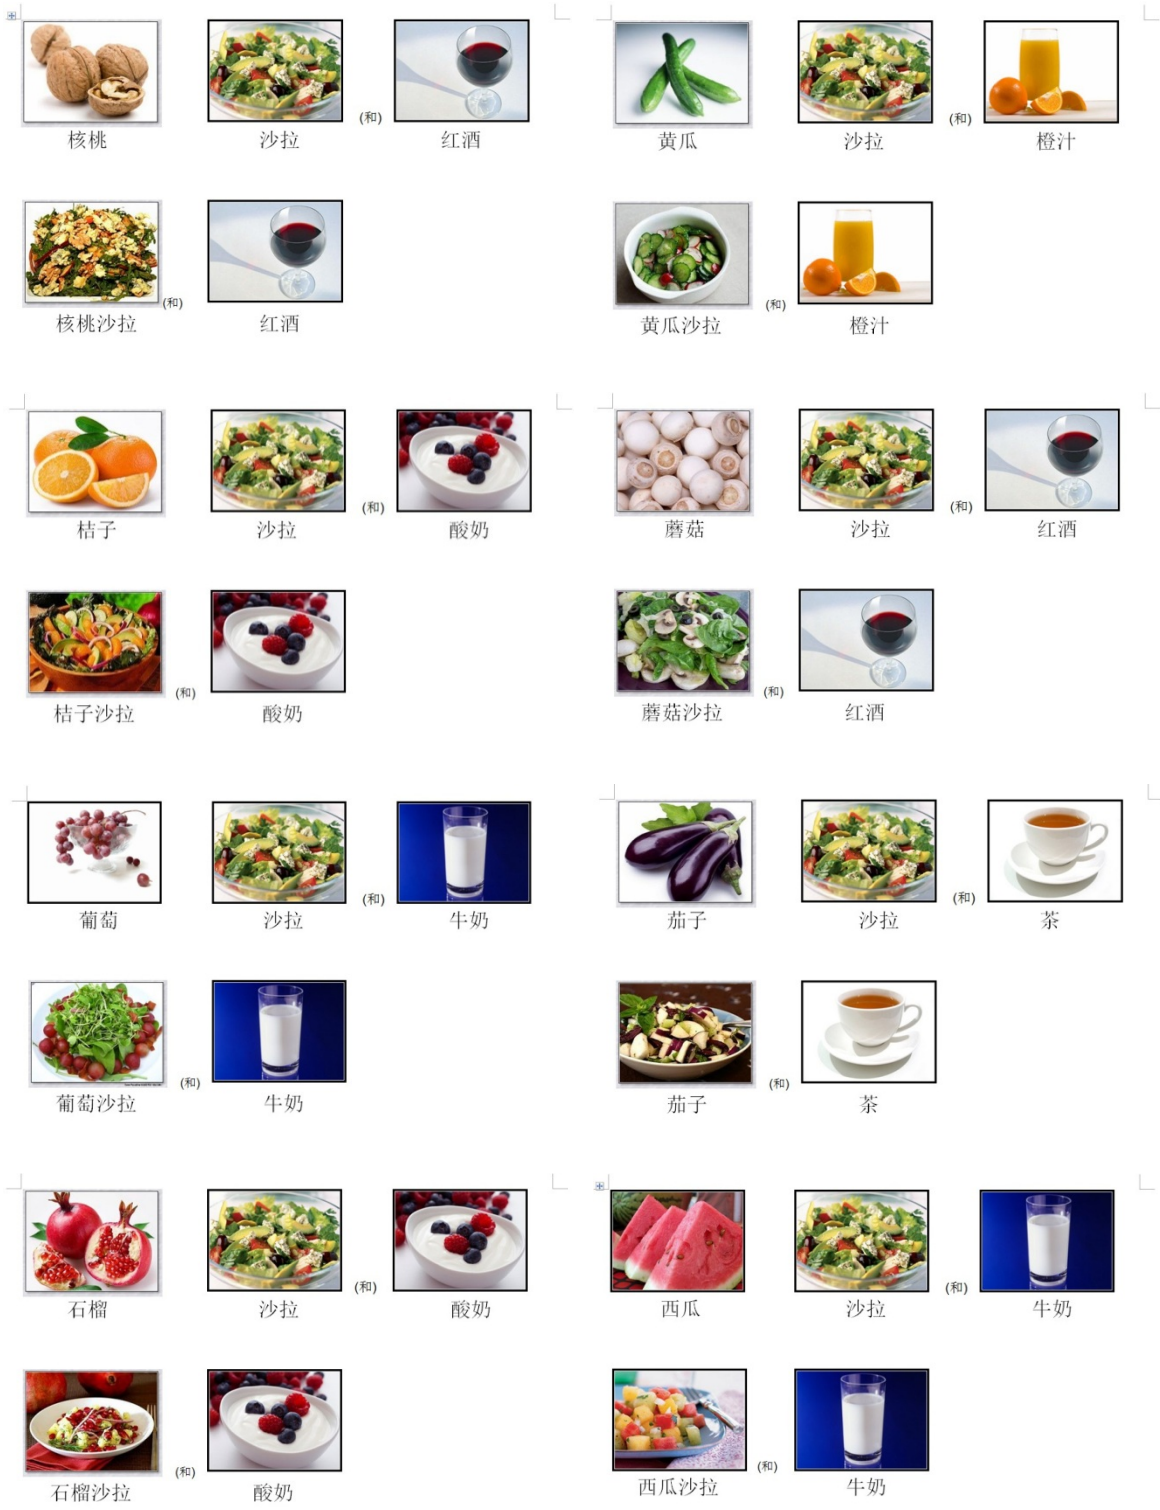 核桃 沙拉 (和) 红酒
核桃沙拉 (和) 红酒
黄瓜 沙拉 (和) 橙汁
黄瓜沙拉 (和) 橙汁
桔子 沙拉 (和) 酸奶
桔子沙拉 (和) 酸奶
蘑菇 沙拉 (和) 红酒
蘑菇沙拉 (和) 红酒
葡萄 沙拉 (和) 牛奶
葡萄沙拉 (和) 牛奶
茄子 沙拉 (和) 茶
茄子 (和) 茶
石榴 沙拉 (和) 酸奶
石榴沙拉 (和) 酸奶
西瓜 沙拉 (和) 牛奶
西瓜沙拉 (和) 牛奶